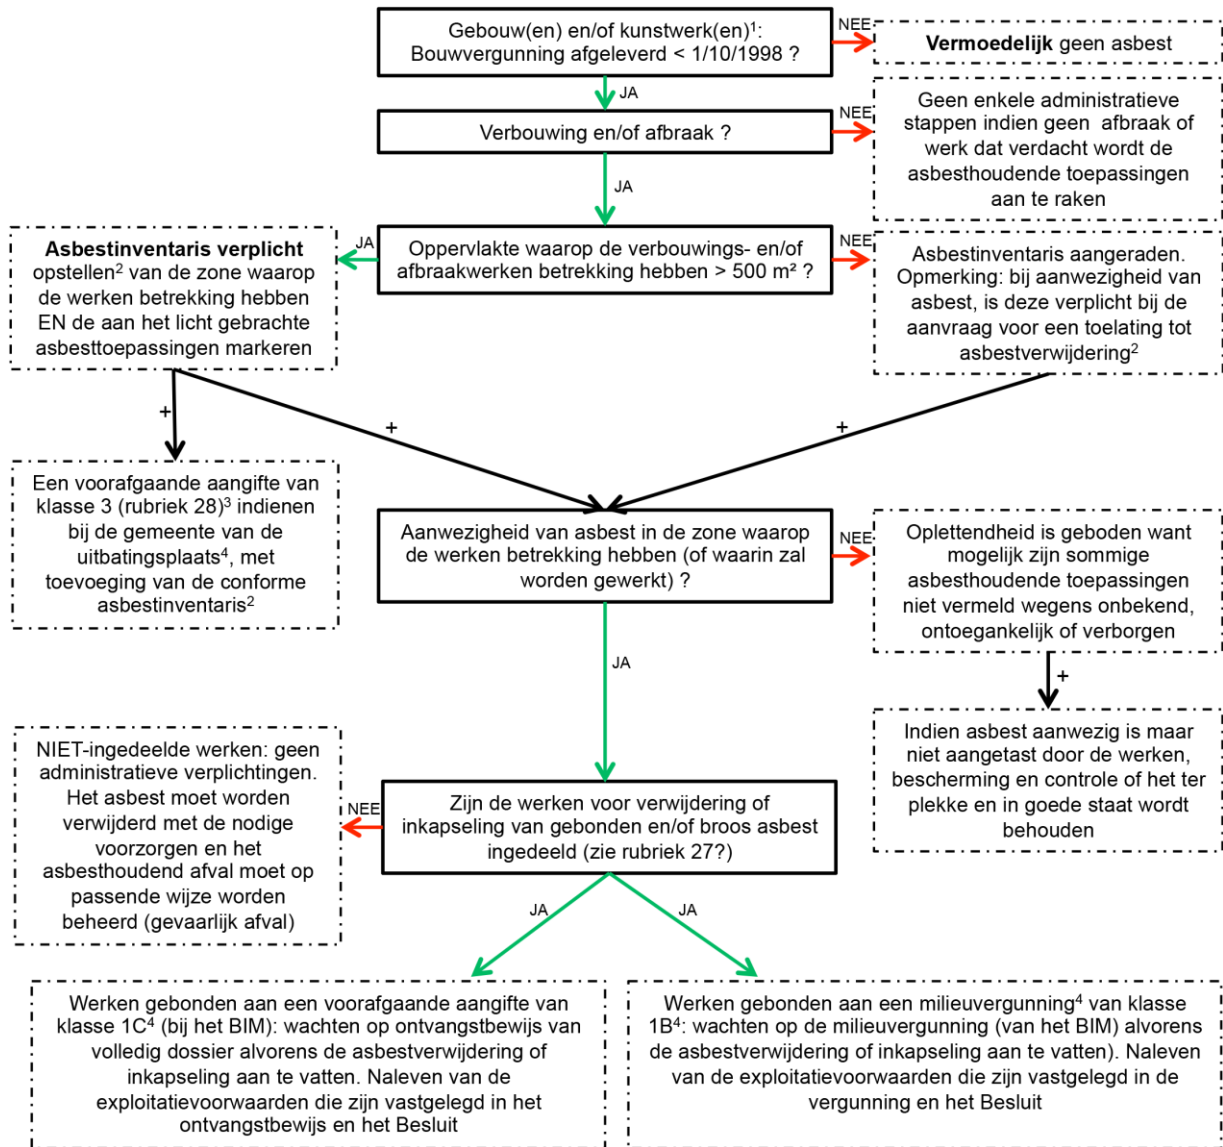 Gebouw(en) en/of kunstwerk(en)¹:
Bouwvergunning afgeleverd < 1/10/1998 ?
NEE
Vermoedelijk geen asbest
JA
Verbouwing en/of afbraak ?
NEE
Geen enkele administratieve
stappen indien geen afbraak of
werk dat verdacht wordt de
asbesthoudende toepassingen
aan te raken
JA
Oppervlakte waarop de verbouwings- en/of
afbraakwerken betrekking hebben > 500 m² ?
JA
Asbestinventaris verplicht
opstellen² van de zone waarop
de werken betrekking hebben
EN de aan het licht gebrachte
asbesttoepassingen markeren
NEE
Asbestinventaris aangeraden.
Opmerking: bij aanwezigheid van
asbest, is deze verplicht bij de
aanvraag voor een toelating tot
asbestverwijdering²
+
+
+
Een voorafgaande aangifte van
klasse 3 (rubriek 28)³ indienen
bij de gemeente van de
uitbatingsplaats⁴, met
toevoeging van de conforme
asbestinventaris²
Aanwezigheid van asbest in de zone waarop
de werken betrekking hebben (of waarin zal
worden gewerkt) ?
NEE
Oplettendheid is geboden want
mogelijk zijn sommige
asbesthoudende toepassingen
niet vermeld wegens onbekend,
ontoegankelijk of verborgen
+
Indien asbest aanwezig is maar
niet aangetast door de werken,
bescherming en controle of het ter
plekke en in goede staat wordt
behouden
JA
Zijn de werken voor verwijdering of
inkapseling van gebonden en/of broos asbest
ingedeeld (zie rubriek 27?)
NEE
NIET-ingedeelde werken: geen
administratieve verplichtingen.
Het asbest moet worden
verwijderd met de nodige
voorzorgen en het
asbesthoudend afval moet op
passende wijze worden
beheerd (gevaarlijk afval)
JA
JA
Werken gebonden aan een voorafgaande aangifte van
klasse 1C⁴ (bij het BIM): wachten op ontvangstbewijs van
volledig dossier alvorens de asbestverwijdering of
inkapseling aan te vatten. Naleven van de
exploitatievoorwaarden die zijn vastgelegd in het
ontvangstbewijs en het Besluit
Werken gebonden aan een milieuvergunning⁴ van klasse
1B⁴: wachten op de milieuvergunning (van het BIM) alvorens
de asbestverwijdering of inkapseling aan te vatten). Naleven
van de exploitatievoorwaarden die zijn vastgelegd in de
vergunning en het Besluit